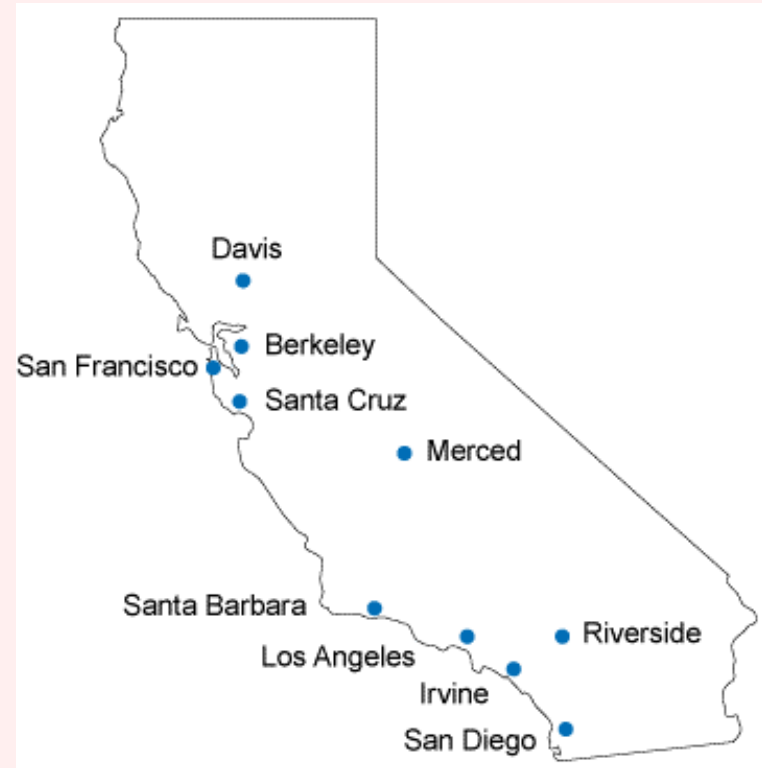 Davis
Berkeley
San Francisco
Santa Cruz
Merced
Santa Barbara
Riverside
Los Angeles
Irvine
San Diego